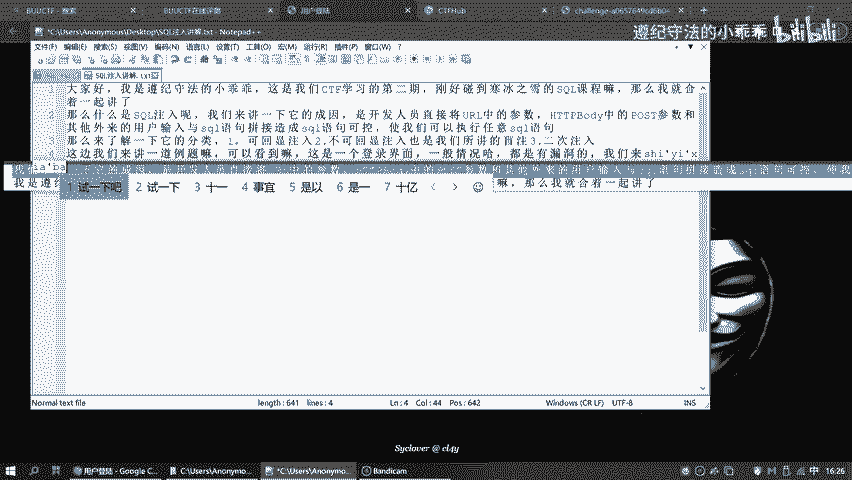 BUUCTF - 搜索
BUUCTF在线评测
用户登陆
CTFHub
遵纪守法的小乖乖
bilibili
*C:\Users\Anonymous\Desktop\SQL注入讲解.txt - Notepad++
文件(F) 编辑(E) 搜索(S) 视图(V) 编码(N) 语言(L) 设置(T) 工具(O) 宏(M) 运行(R) 插件(P) 窗口(W) ?
SQL注入讲解.txt
大家好，我是遵纪守法的小乖乖，这是我们CTF学习的第二期，刚好碰到寒冰之雪的SQL课程嘛，那么我就合
着一起讲了
那么什么是SQL注入呢，我们来讲一下它的成因，是开发人员直接将URL中的参数，HTTPBody中的POST参数和
其他外来的用户输入与sql语句拼接造成sql语句可控，使我们可以执行任意sql语句
那么来了解一下它的分类，1。可回显注入2.不可回显注入也是我们所讲的盲注3.二次注入
这边我们来讲一道例题嘛，可以看到嘛，这是一个登录界面，一般情况哈，都是有漏洞的，我们来shi'yi'x
ia'ba
我是遵
1 试一下吧 2 试一下 3 十一 4 事宜 5 是以 6 是一 7 十亿
嘛，那么我就合着一起讲了
Normal text file
length : 641 lines : 4
Ln : 4 Col : 44 Pos : 642
Windows (CR LF)
UTF-8
INS
Syclover @ cl4y
用户登陆 - Google C...
C:\Users\Anonymo...
*C:\Users\Anonymo...
Bandicam
中
16:26